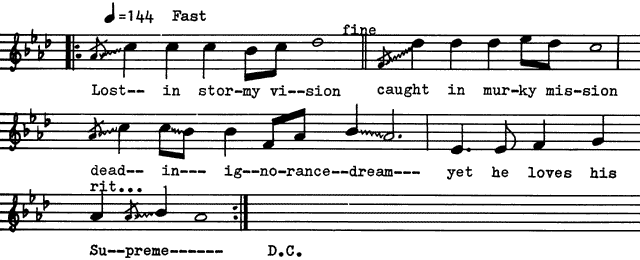 ♩=144 Fast
fine
Lost-- in stor-my vi--sion caught in mur-ky mis-sion
dead-- in--- ig--no-rance--dream--- yet he loves his
rit...
Su--preme------ D.C.